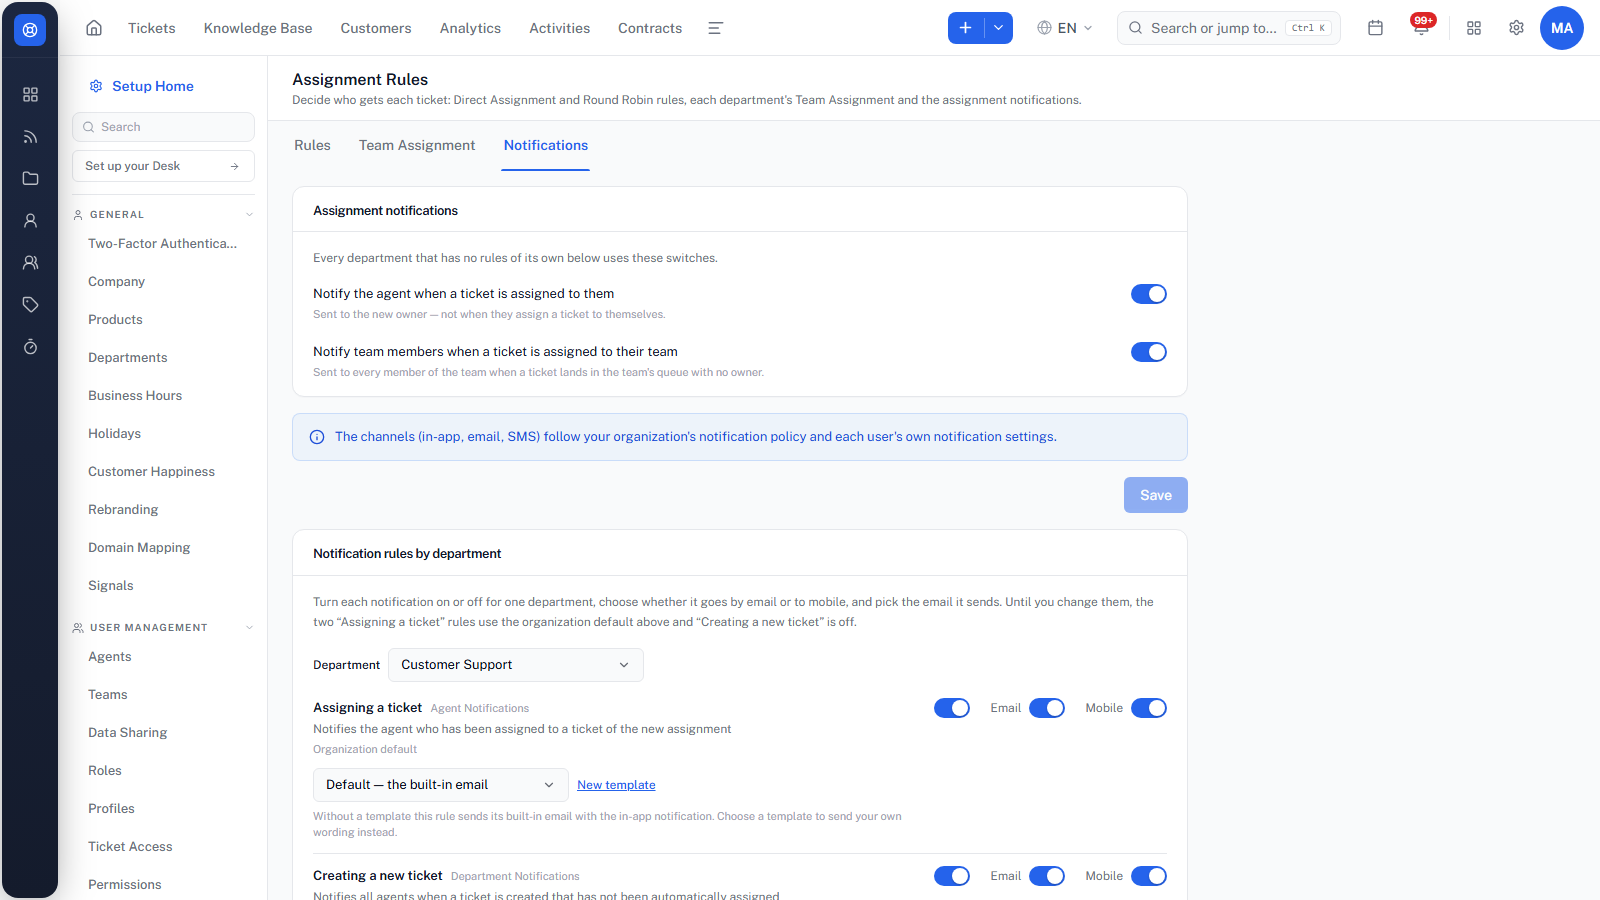 Tickets
Knowledge Base
Customers
Analytics
Activities
Contracts
EN
Search or jump to...
Ctrl K
99+
MA
Setup Home
Search
Set up your Desk
GENERAL
Two-Factor Authentica...
Company
Products
Departments
Business Hours
Holidays
Customer Happiness
Rebranding
Domain Mapping
Signals
USER MANAGEMENT
Agents
Teams
Data Sharing
Roles
Profiles
Ticket Access
Permissions
Assignment Rules
Decide who gets each ticket: Direct Assignment and Round Robin rules, each department's Team Assignment and the assignment notifications.
Rules
Team Assignment
Notifications
Assignment notifications
Every department that has no rules of its own below uses these switches.
Notify the agent when a ticket is assigned to them
Sent to the new owner — not when they assign a ticket to themselves.
Notify team members when a ticket is assigned to their team
Sent to every member of the team when a ticket lands in the team's queue with no owner.
The channels (in-app, email, SMS) follow your organization's notification policy and each user's own notification settings.
Save
Notification rules by department
Turn each notification on or off for one department, choose whether it goes by email or to mobile, and pick the email it sends. Until you change them, the
two “Assigning a ticket” rules use the organization default above and “Creating a new ticket” is off.
Department
Customer Support
Assigning a ticket Agent Notifications
Email
Mobile
Notifies the agent who has been assigned to a ticket of the new assignment
Organization default
Default — the built-in email
New template
Without a template this rule sends its built-in email with the in-app notification. Choose a template to send your own
wording instead.
Creating a new ticket Department Notifications
Email
Mobile
Notifies all agents when a ticket is created that has not been automatically assigned